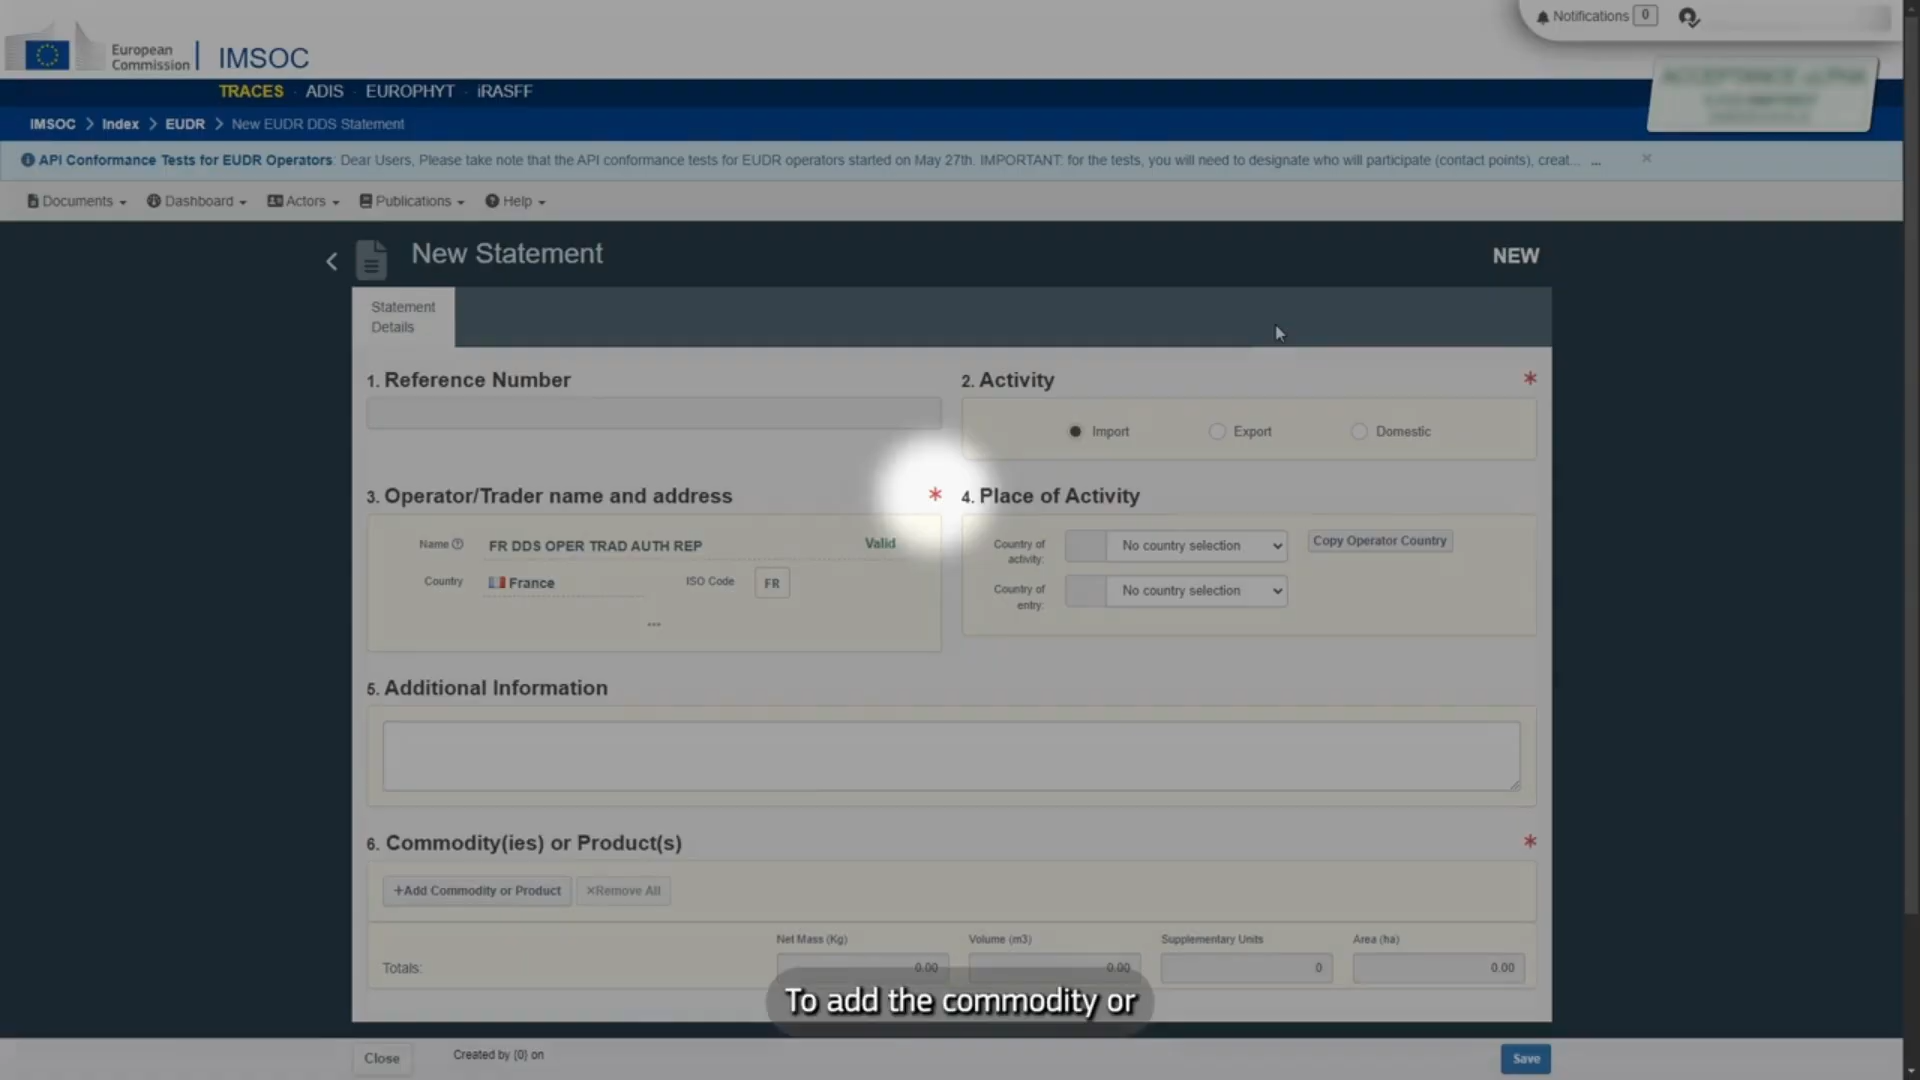 Notifications 0
European
Commission
IMSOC
TRACES · ADIS · EUROPHYT · iRASFF
IMSOC > Index > EUDR > New EUDR DDS Statement
API Conformance Tests for EUDR Operators: Dear Users, Please take note that the API conformance tests for EUDR operators started on May 27th. IMPORTANT: for the tests, you will need to designate who will participate (contact points), creat... ...
Documents Dashboard Actors Publications Help
New Statement
NEW
Statement
Details
1. Reference Number
2. Activity *
Import Export Domestic
3. Operator/Trader name and address *
Name FR DDS OPER TRAD AUTH REP Valid
Country France ISO Code FR
...
4. Place of Activity
Country of activity: No country selection Copy Operator Country
Country of entry: No country selection
5. Additional Information
6. Commodity(ies) or Product(s) *
+Add Commodity or Product ×Remove All
Net Mass (Kg) Volume (m3) Supplementary Units Area (ha)
Totals: 0.00 0.00 0 0.00
To add the commodity or
Close Created by {0} on Save